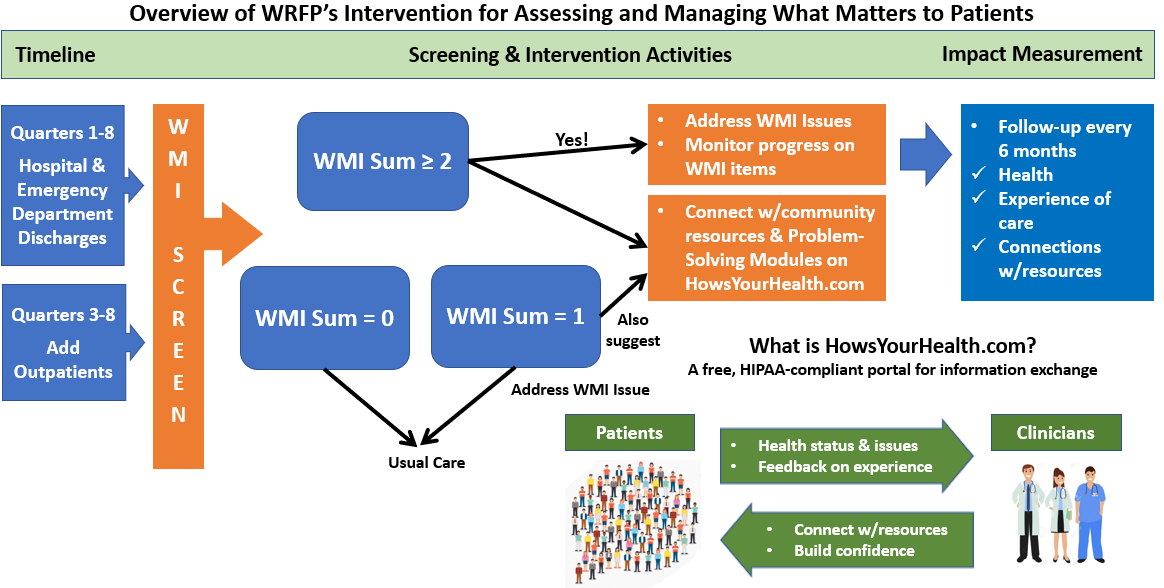 Overview of WRFP's Intervention for Assessing and Managing What Matters to Patients
Timeline
Screening & Intervention Activities
Impact Measurement
Quarters 1-8
Hospital &
Emergency
Department
Discharges
Quarters 3-8
Add
Outpatients
WMI SCREEN
WMI Sum ≥ 2
Yes!
WMI Sum = 0
WMI Sum = 1
Also
suggest
Address WMI Issue
Usual Care
• Address WMI Issues
• Monitor progress on
WMI items
• Connect w/community
resources & Problem-
Solving Modules on
HowsYourHealth.com
• Follow-up every
6 months
✓ Health
✓ Experience of
care
✓ Connections
w/resources
What is HowsYourHealth.com?
A free, HIPAA-compliant portal for information exchange
Patients
• Health status & issues
• Feedback on experience
Clinicians
• Connect w/resources
• Build confidence